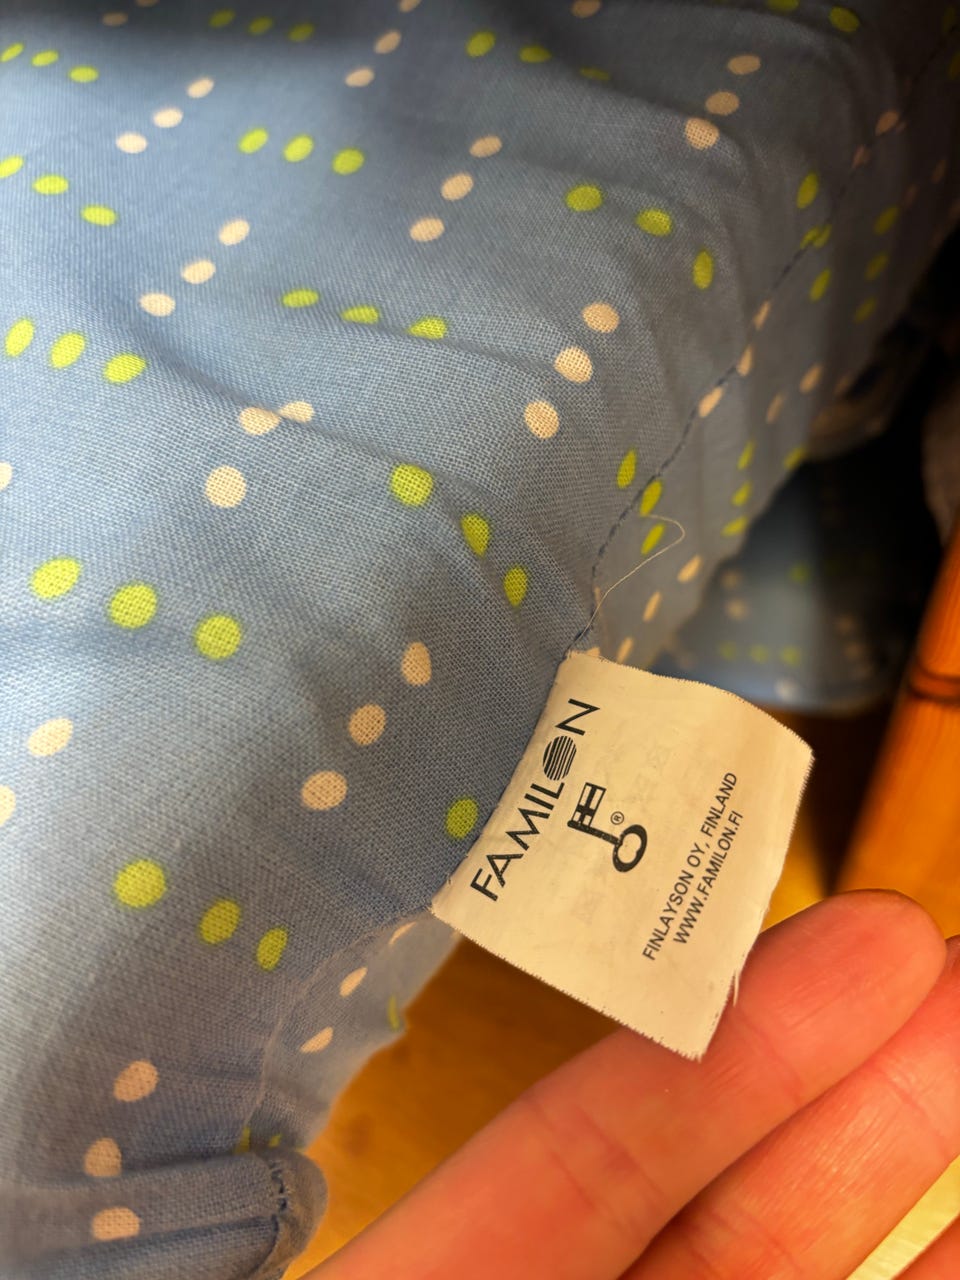 FAMILON
®
FINLAYSON OY, FINLAND
WWW.FAMILON.FI